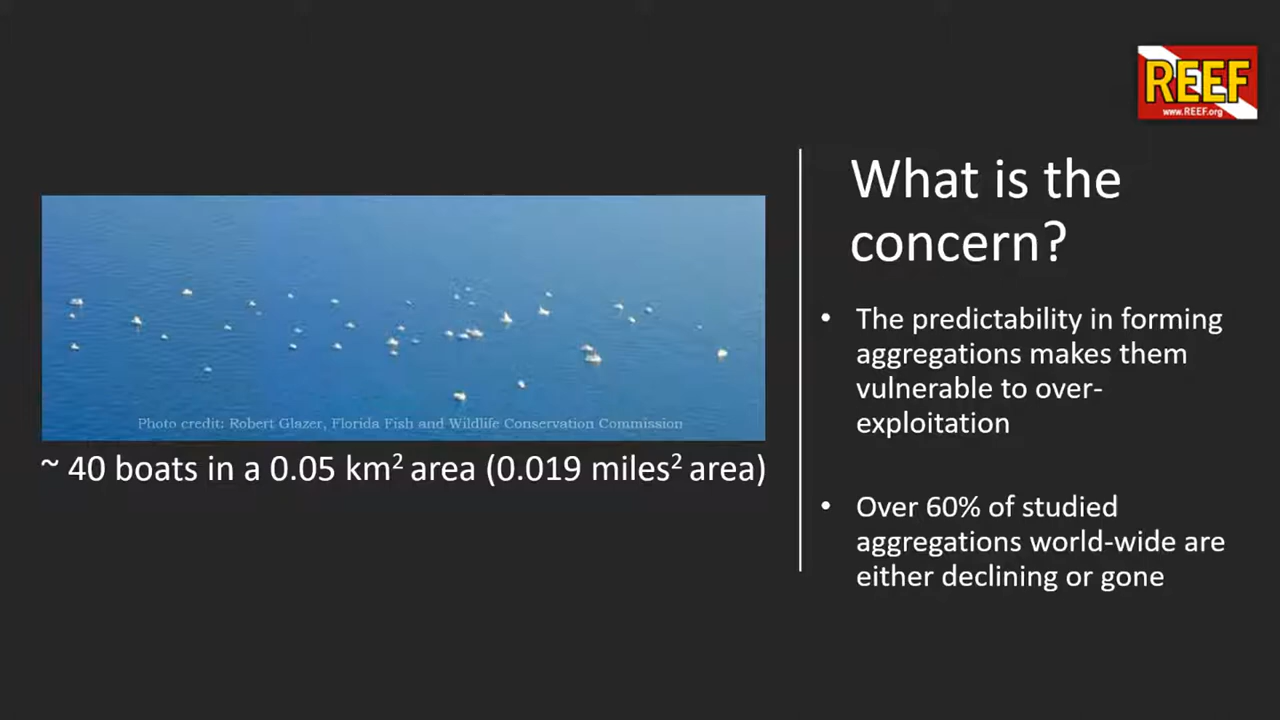 REEF
www.REEF.org
What is the
concern?
• The predictability in forming
aggregations makes them
vulnerable to over-
exploitation
• Over 60% of studied
aggregations world-wide are
either declining or gone
Photo credit: Robert Glazer, Florida Fish and Wildlife Conservation Commission
~ 40 boats in a 0.05 km² area (0.019 miles² area)